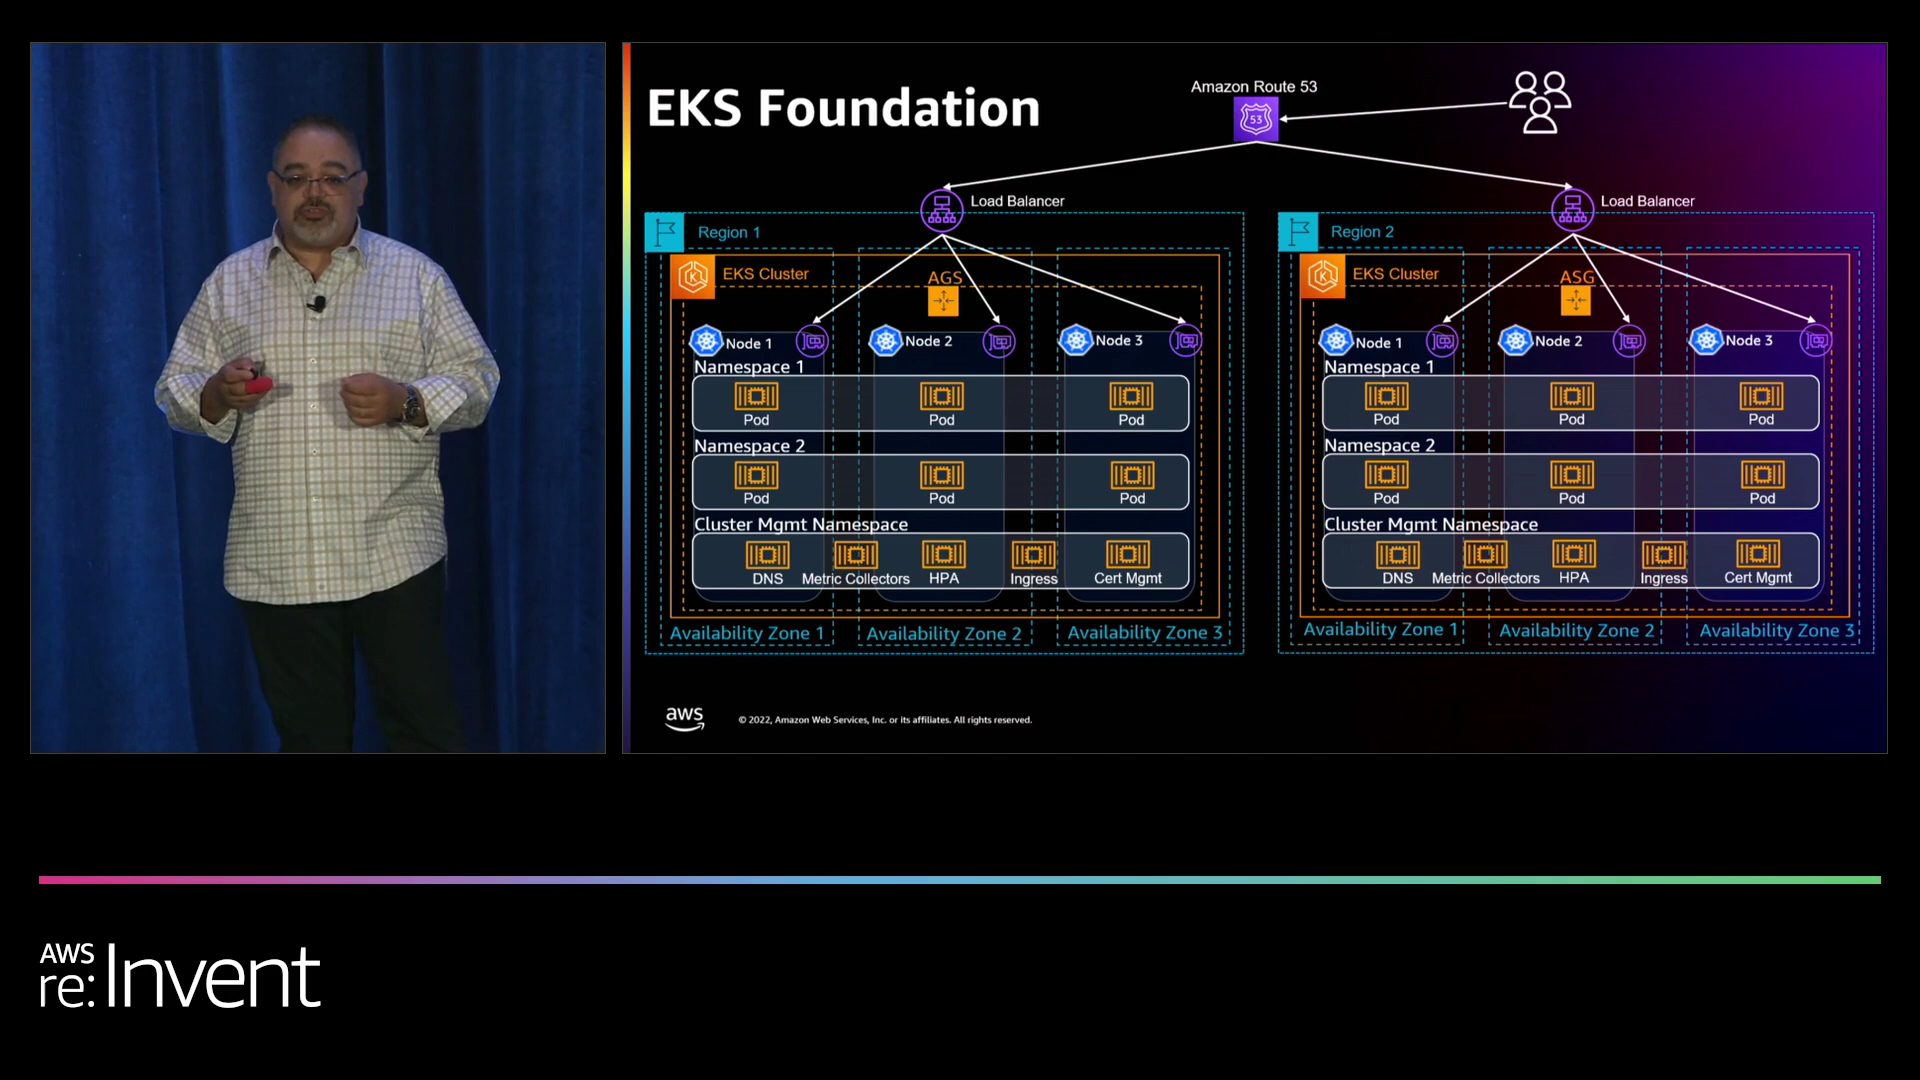 EKS Foundation
Amazon Route 53
53
Load Balancer
Region 1
EKS Cluster
AGS
Node 1
Node 2
Node 3
Namespace 1
Pod
Pod
Pod
Namespace 2
Pod
Pod
Pod
Cluster Mgmt Namespace
DNS
Metric Collectors
HPA
Ingress
Cert Mgmt
Availability Zone 1
Availability Zone 2
Availability Zone 3
Load Balancer
Region 2
EKS Cluster
ASG
Node 1
Node 2
Node 3
Namespace 1
Pod
Pod
Pod
Namespace 2
Pod
Pod
Pod
Cluster Mgmt Namespace
DNS
Metric Collectors
HPA
Ingress
Cert Mgmt
Availability Zone 1
Availability Zone 2
Availability Zone 3
aws
© 2022, Amazon Web Services, Inc. or its affiliates. All rights reserved.
AWS
re:Invent